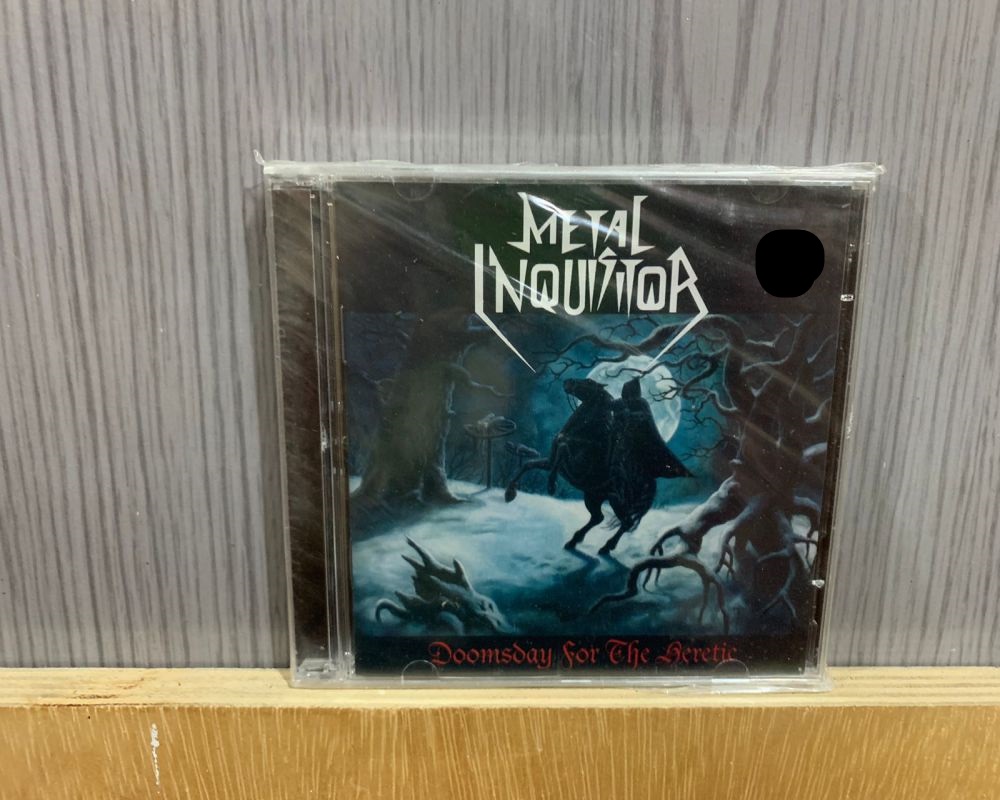 METAL
INQUISITOR
Doomsday For The Heretic